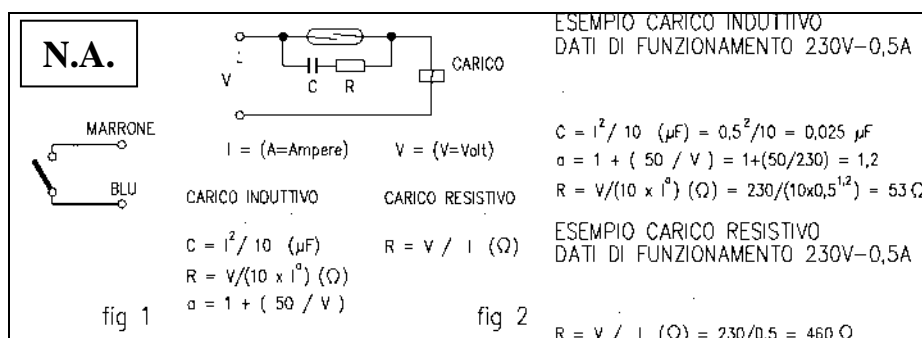 N.A.
MARRONE
BLU
fig 1
V
C R
CARICO
I = (A=Ampere) V = (V=Volt)
CARICO INDUTTIVO
C = I²/ 10 (µF)
R = V/(10 x Iᵃ) (Ω)
a = 1 + ( 50 / V )
CARICO RESISTIVO
R = V / I (Ω)
fig 2
ESEMPIO CARICO INDUTTIVO
DATI DI FUNZIONAMENTO 230V-0,5A
C = I²/ 10 (µF) = 0,5²/10 = 0,025 µF
a = 1 + ( 50 / V ) = 1+(50/230) = 1,2
R = V/(10 x Iᵃ) (Ω) = 230/(10x0,5¹·²) = 53 Ω
ESEMPIO CARICO RESISTIVO
DATI DI FUNZIONAMENTO 230V-0,5A
R = V / I (Ω) = 230/0,5 = 460 Ω